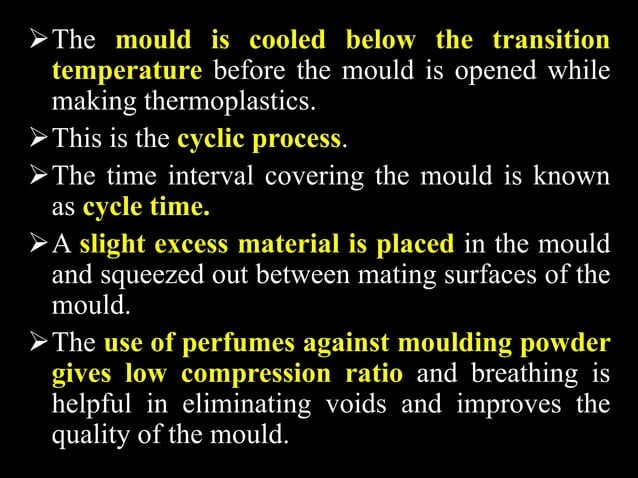 ➢The mould is cooled below the transition
temperature before the mould is opened while
making thermoplastics.
➢This is the cyclic process.
➢The time interval covering the mould is known
as cycle time.
➢A slight excess material is placed in the mould
and squeezed out between mating surfaces of the
mould.
➢The use of perfumes against moulding powder
gives low compression ratio and breathing is
helpful in eliminating voids and improves the
quality of the mould.